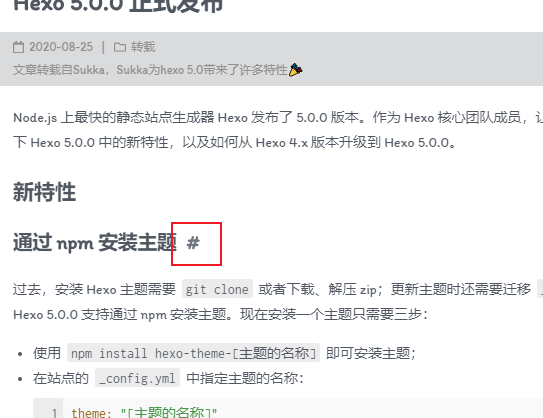 Hexo 5.0.0 正式发布
2020-08-25 | 转载
文章转载自Sukka，Sukka为hexo 5.0带来了许多特性
Node.js 上最快的静态站点生成器 Hexo 发布了 5.0.0 版本。作为 Hexo 核心团队成员，
下 Hexo 5.0.0 中的新特性，以及如何从 Hexo 4.x 版本升级到 Hexo 5.0.0。
新特性
通过 npm 安装主题 #
过去，安装 Hexo 主题需要 git clone 或者下载、解压 zip；更新主题时还需要迁移
Hexo 5.0.0 支持通过 npm 安装主题。现在安装一个主题只需要三步：
• 使用 npm install hexo-theme-[主题的名称] 即可安装主题；
• 在站点的 _config.yml 中指定主题的名称：
1 theme: "[主题的名称]"